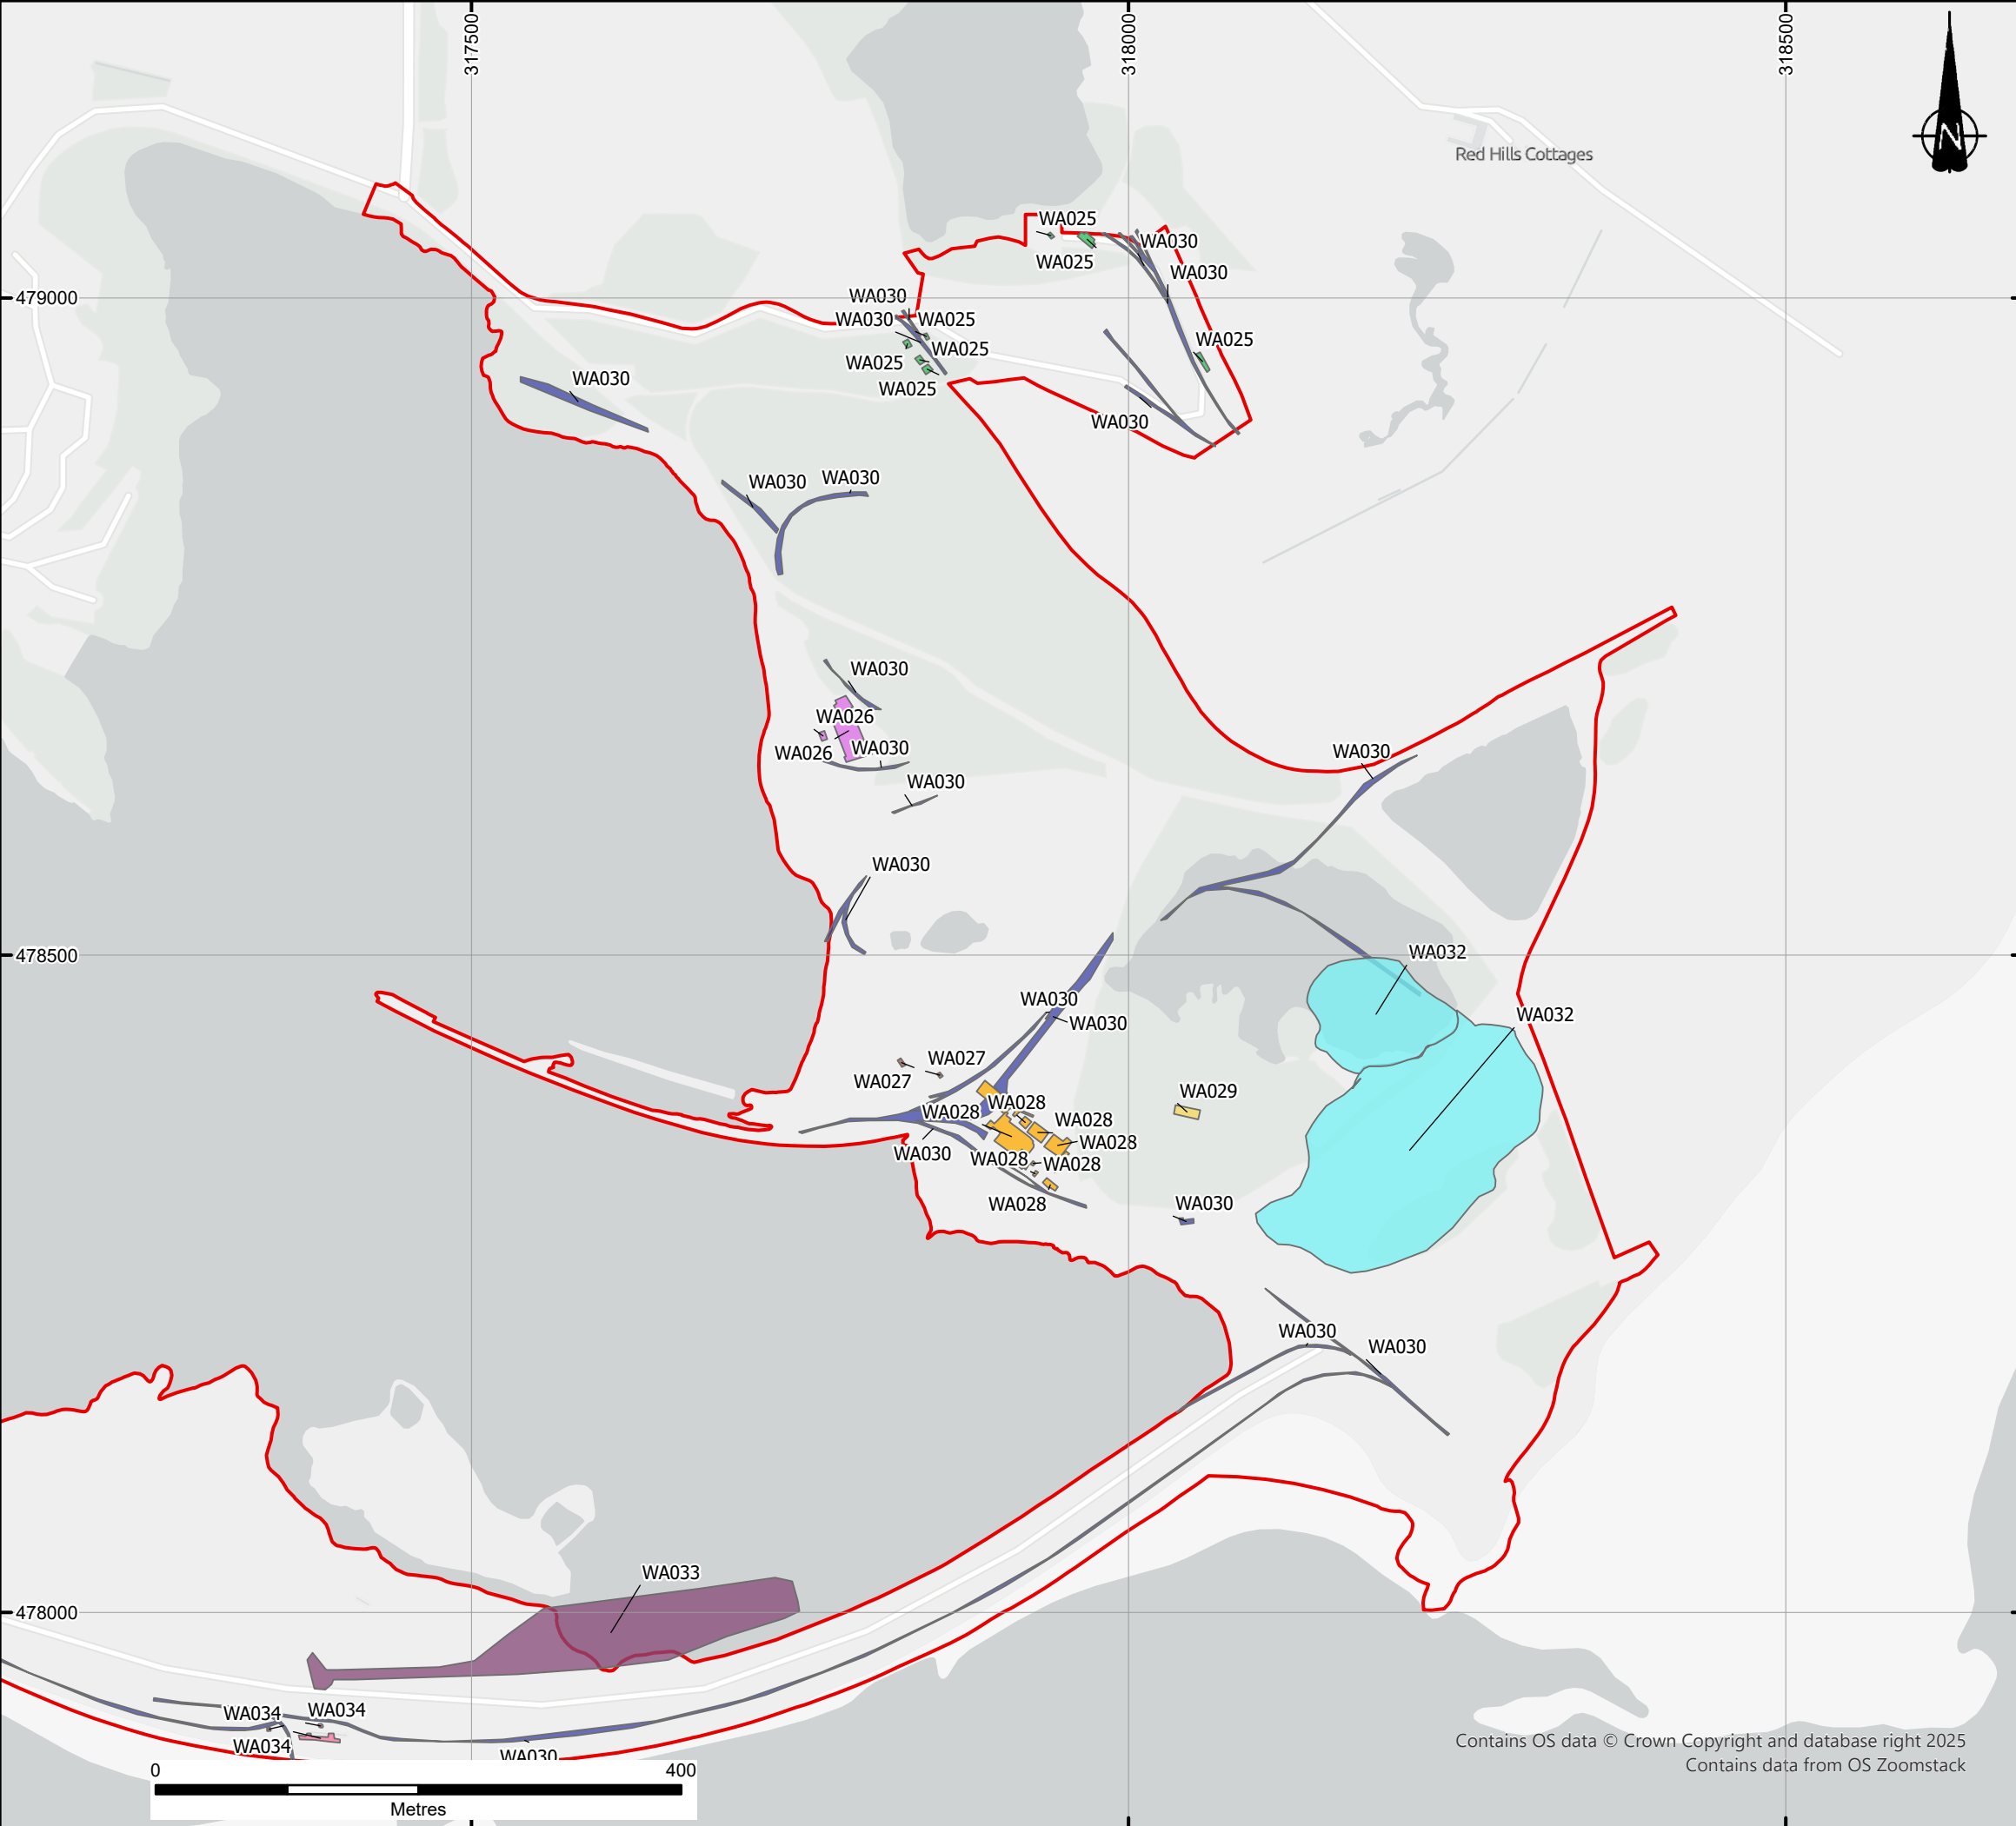 317500
318000
318500
N
Red Hills Cottages
WA025
WA030
WA025
WA030
479000
WA030
WA030
WA025
WA025
WA025
WA025
WA025
WA030
WA030
WA030
WA030
WA030
WA026
WA026
WA030
WA030
WA030
WA030
478500
WA032
WA030
WA030
WA032
WA027
WA027
WA029
WA028
WA028
WA028
WA028
WA030
WA028
WA028
WA028
WA030
WA030
WA030
WA033
478000
WA034
WA034
WA034
WA030
Contains OS data © Crown Copyright and database right 2025
Contains data from OS Zoomstack
0
400
Metres